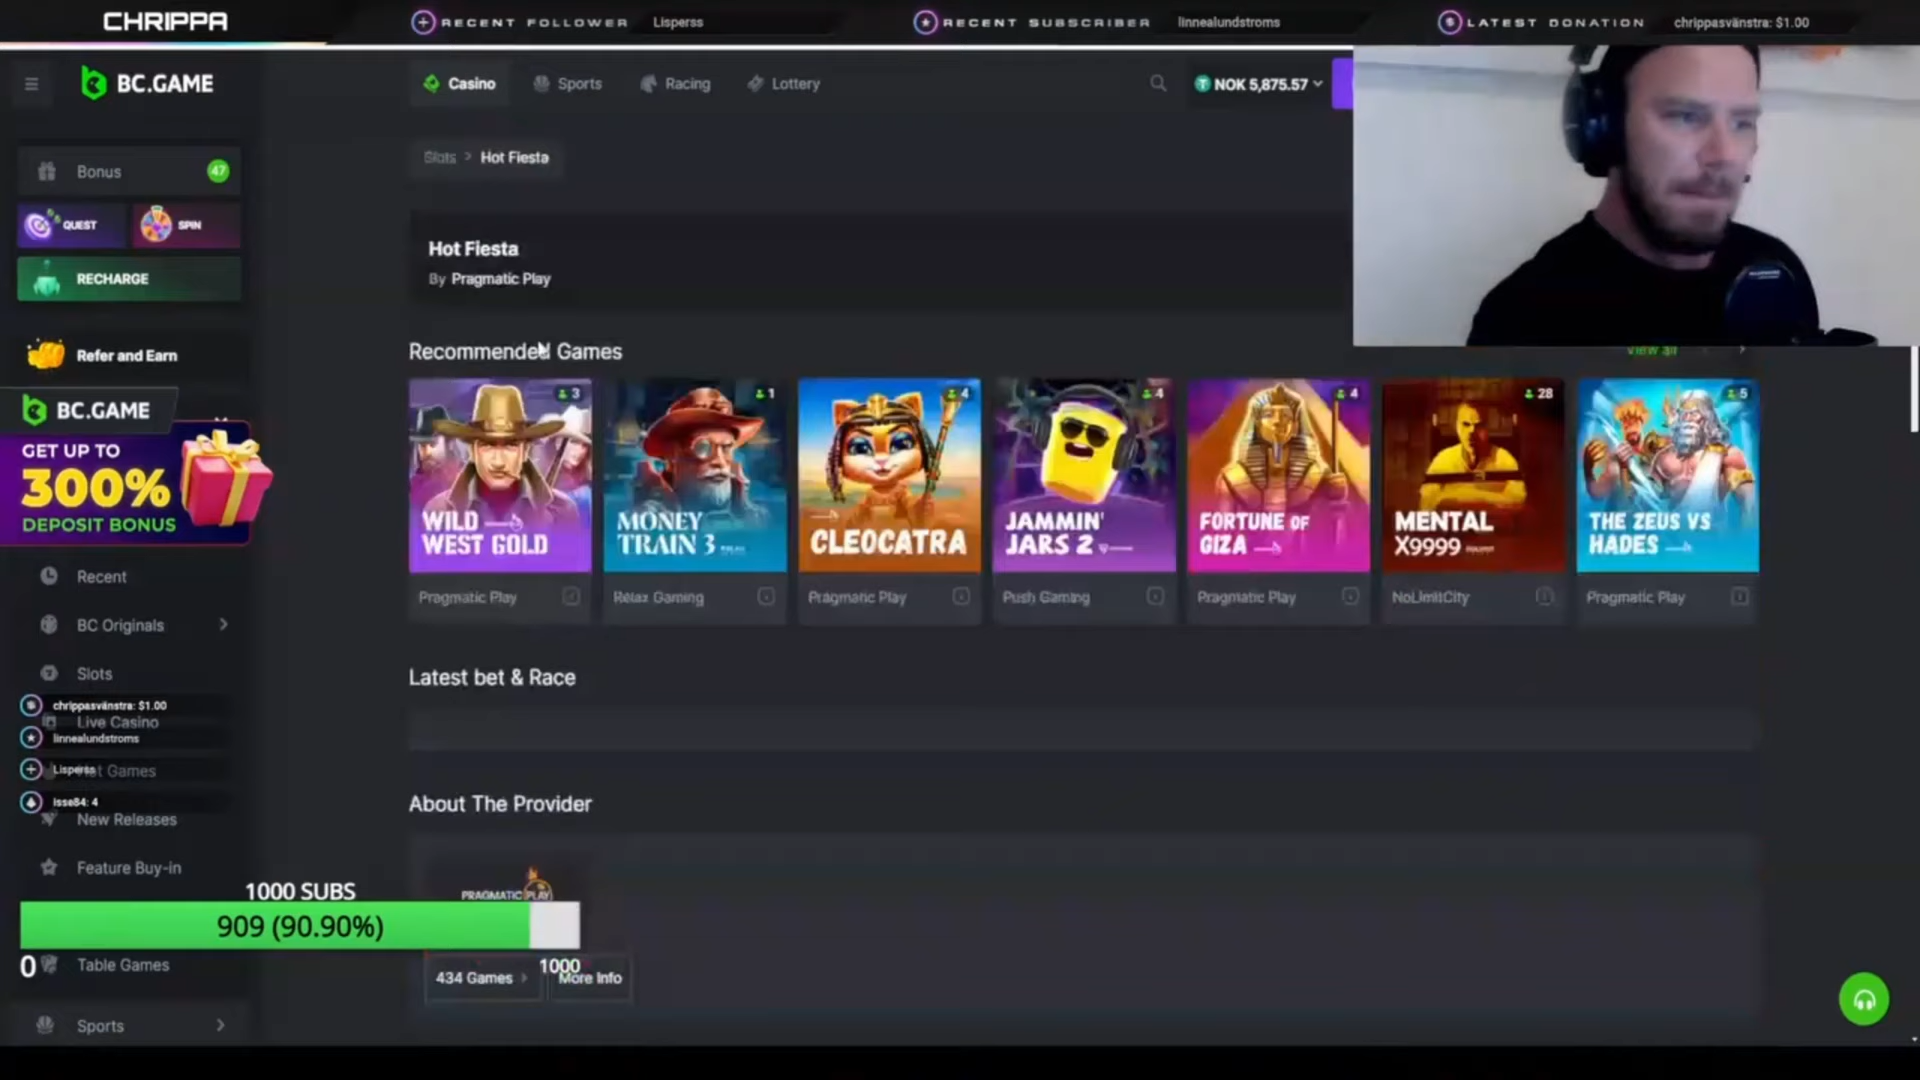 CHRIPPA
RECENT FOLLOWER Lisperss
RECENT SUBSCRIBER linnealundstroms
LATEST DONATION chrippasvänstra: $1.00
BC.GAME
Casino Sports Racing Lottery
NOK 5,875.57
Bonus 47
QUEST SPIN
RECHARGE
Refer and Earn
BC.GAME
GET UP TO
300%
DEPOSIT BONUS
Recent
BC Originals
Slots
chrippasvänstra: $1.00
Live Casino
linnealundstroms
Lisperss
Games
isse84: 4
New Releases
Feature Buy-in
1000 SUBS
909 (90.90%)
0 1000
Table Games
Sports
Slots > Hot Fiesta
Hot Fiesta
By Pragmatic Play
Recommended Games
View all
3
WILD
WEST GOLD
Pragmatic Play
1
MONEY
TRAIN 3
Relax Gaming
4
CLEOCATRA
Pragmatic Play
4
JAMMIN'
JARS 2
Push Gaming
4
FORTUNE OF
GIZA
Pragmatic Play
28
MENTAL
X9999
NoLimitCity
5
THE ZEUS VS
HADES
Pragmatic Play
Latest bet & Race
About The Provider
PRAGMATIC PLAY
434 Games >
More Info